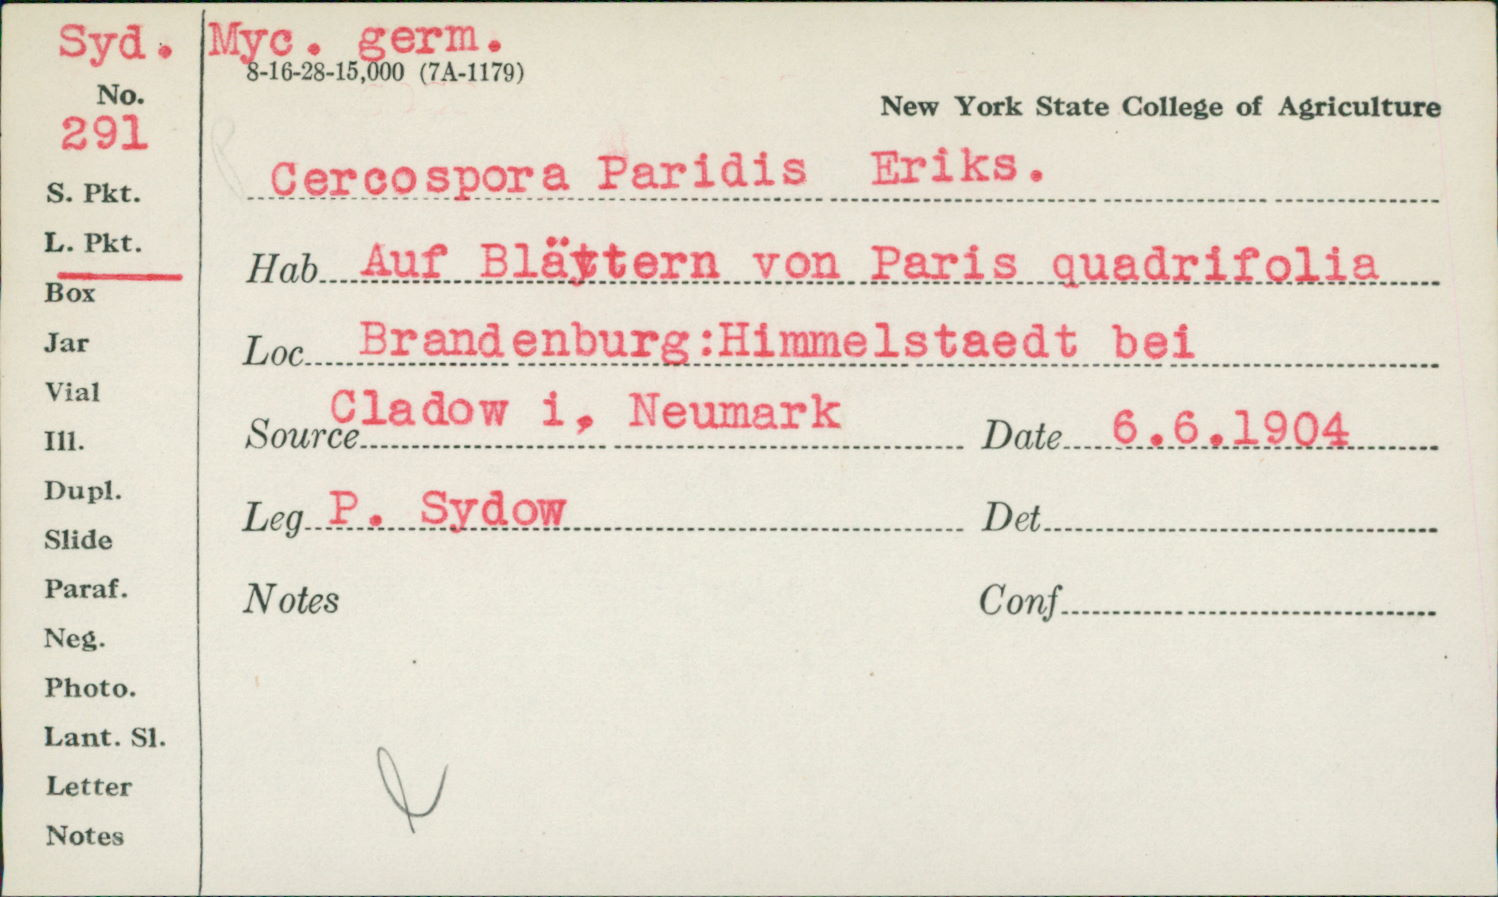 Syd. Myc. germ.
8-16-28-15,000 (7A-1179)
No.
New York State College of Agriculture
291
Cercospora Paridis Eriks.
S. Pkt.
L. Pkt.
Hab. Auf Blättern von Paris quadrifolia
Box
Jar
Loc. Brandenburg:Himmelstaedt bei
Vial
Cladow i, Neumark
Ill.
Source Date 6.6.1904
Dupl.
Leg. P. Sydow Det.
Slide
Paraf.
Notes Conf.
Neg.
Photo.
Lant. Sl.
Letter
Notes